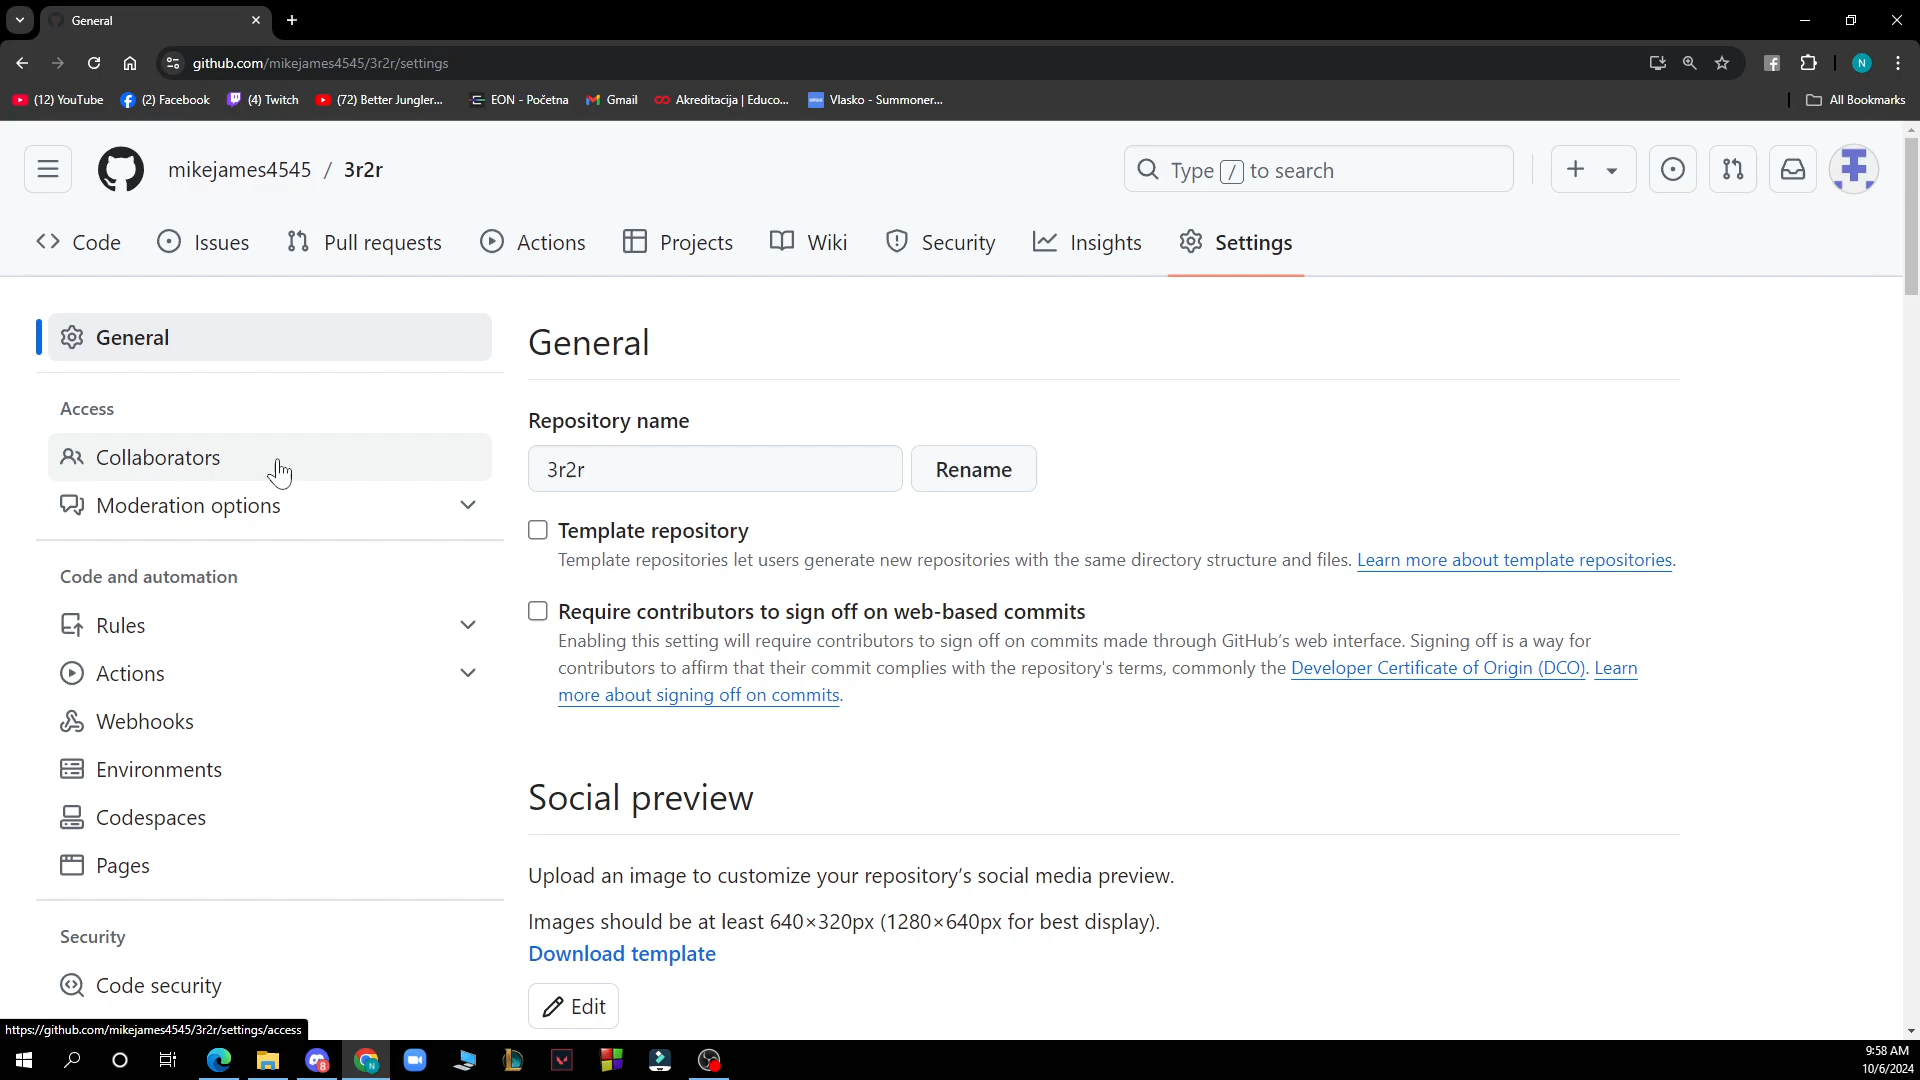 General
github.com/mikejames4545/3r2r/settings
N
(12) YouTube
(2) Facebook
(4) Twitch
(72) Better Jungler...
EON - Početna
Gmail
Akreditacija | Educo...
Vlasko - Summoner...
All Bookmarks
mikejames4545 / 3r2r
Type / to search
Code
Issues
Pull requests
Actions
Projects
Wiki
Security
Insights
Settings
General
Access
Collaborators
Moderation options
Code and automation
Rules
Actions
Webhooks
Environments
Codespaces
Pages
Security
Code security
General
Repository name
3r2r
Rename
Template repository
Template repositories let users generate new repositories with the same directory structure and files. Learn more about template repositories.
Require contributors to sign off on web-based commits
Enabling this setting will require contributors to sign off on commits made through GitHub's web interface. Signing off is a way for
contributors to affirm that their commit complies with the repository's terms, commonly the Developer Certificate of Origin (DCO). Learn
more about signing off on commits.
Social preview
Upload an image to customize your repository's social media preview.
Images should be at least 640×320px (1280×640px for best display).
Download template
Edit
https://github.com/mikejames4545/3r2r/settings/access
9:58 AM
10/6/2024